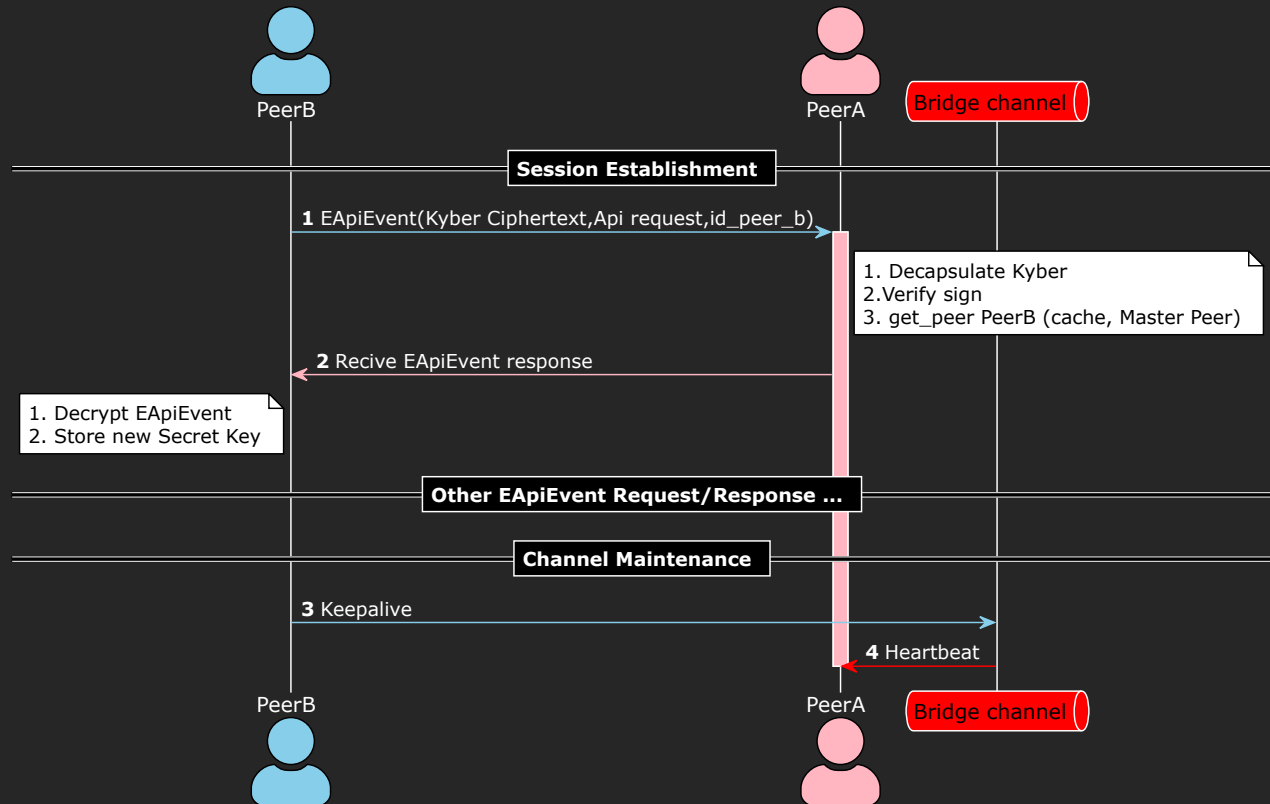 PeerB
PeerA
Bridge channel
Session Establishment
1 EApiEvent(Kyber Ciphertext,Api request,id_peer_b)
1. Decapsulate Kyber
2.Verify sign
3. get_peer PeerB (cache, Master Peer)
2 Recive EApiEvent response
1. Decrypt EApiEvent
2. Store new Secret Key
Other EApiEvent Request/Response ...
Channel Maintenance
3 Keepalive
4 Heartbeat
PeerB
PeerA
Bridge channel